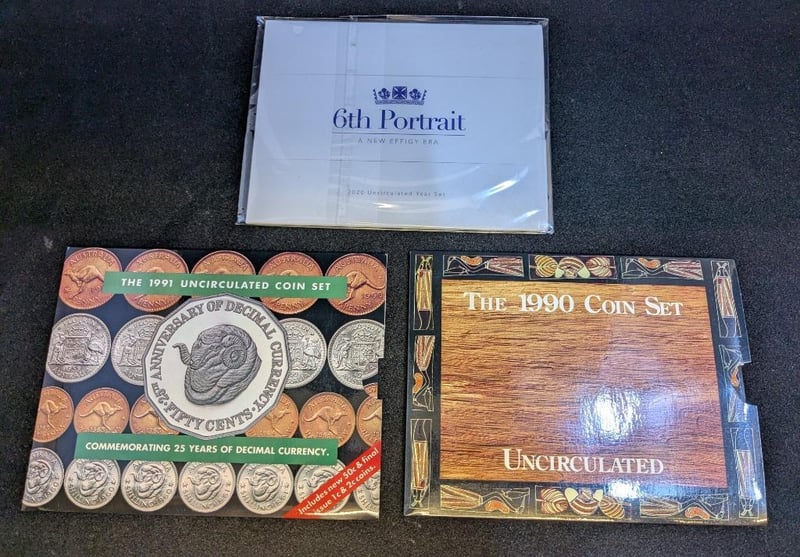 6th Portrait
A NEW EFFIGY ERA
2020 Uncirculated Year Set
THE 1991 UNCIRCULATED COIN SET
25TH ANNIVERSARY OF DECIMAL CURRENCY
· FIFTY CENTS ·
COMMEMORATING 25 YEARS OF DECIMAL CURRENCY.
Includes new 50c & final
issue 1c & 2c coins.
THE 1990 COIN SET
UNCIRCULATED